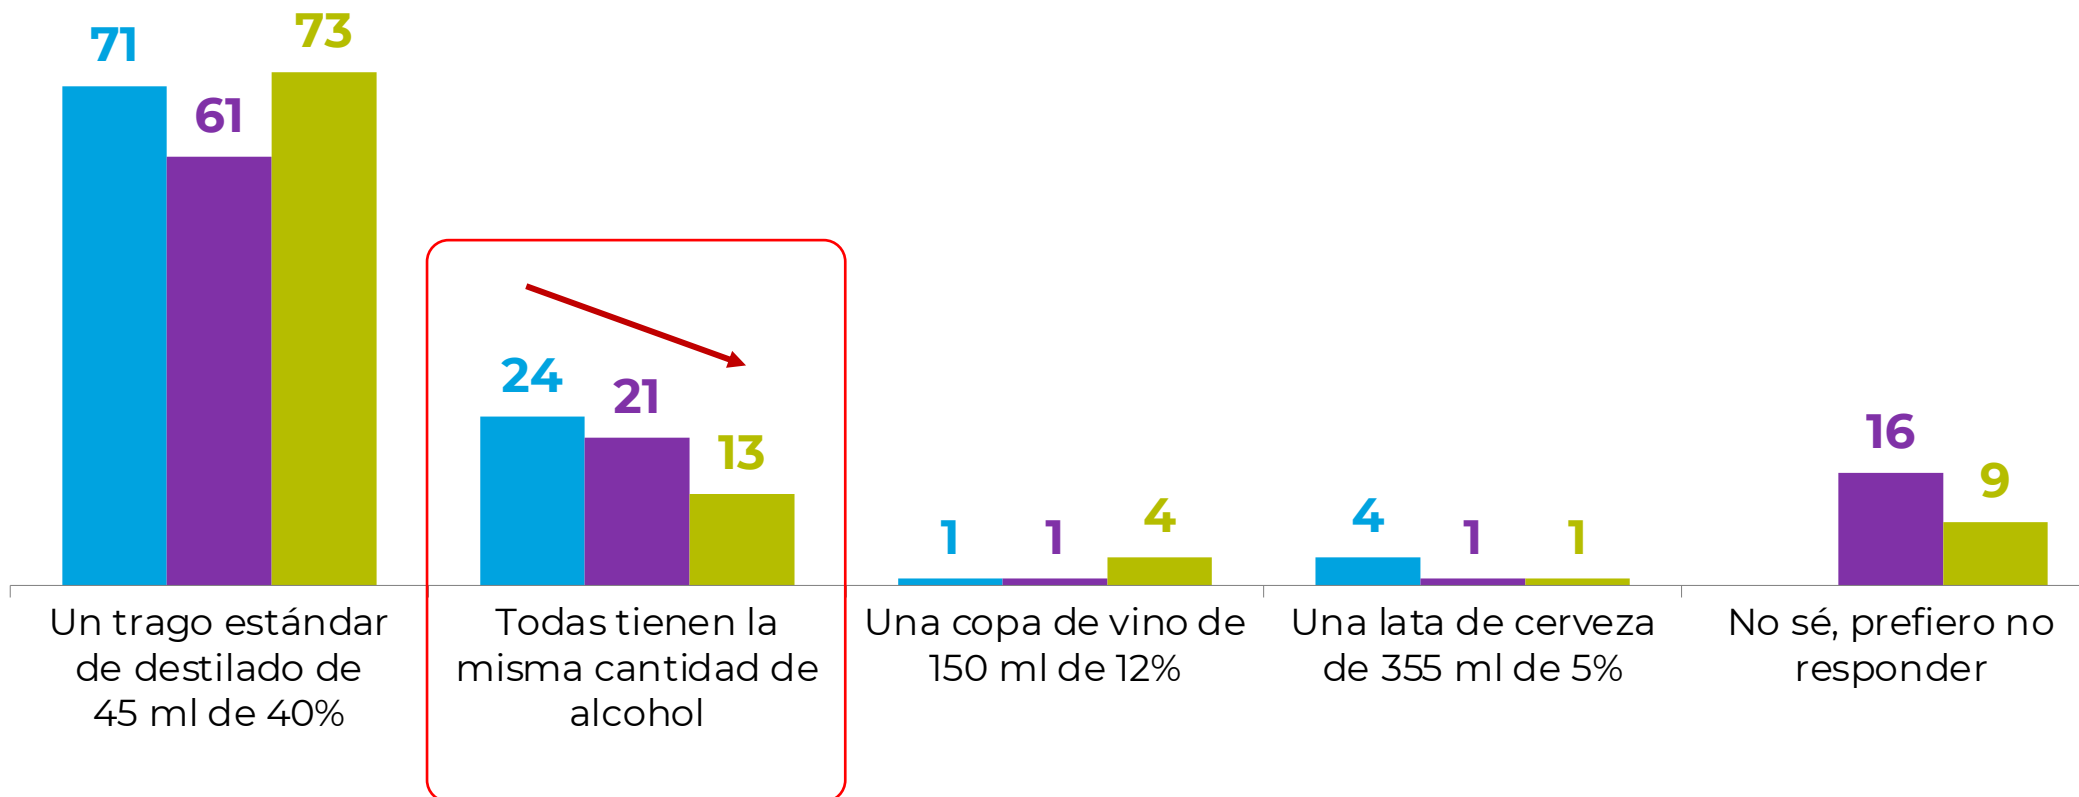 71 61 73
24 21 13
1 1 4
4 1 1
16 9
Un trago estándar
de destilado de
45 ml de 40%
Todas tienen la
misma cantidad de
alcohol
Una copa de vino de
150 ml de 12%
Una lata de cerveza
de 355 ml de 5%
No sé, prefiero no
responder